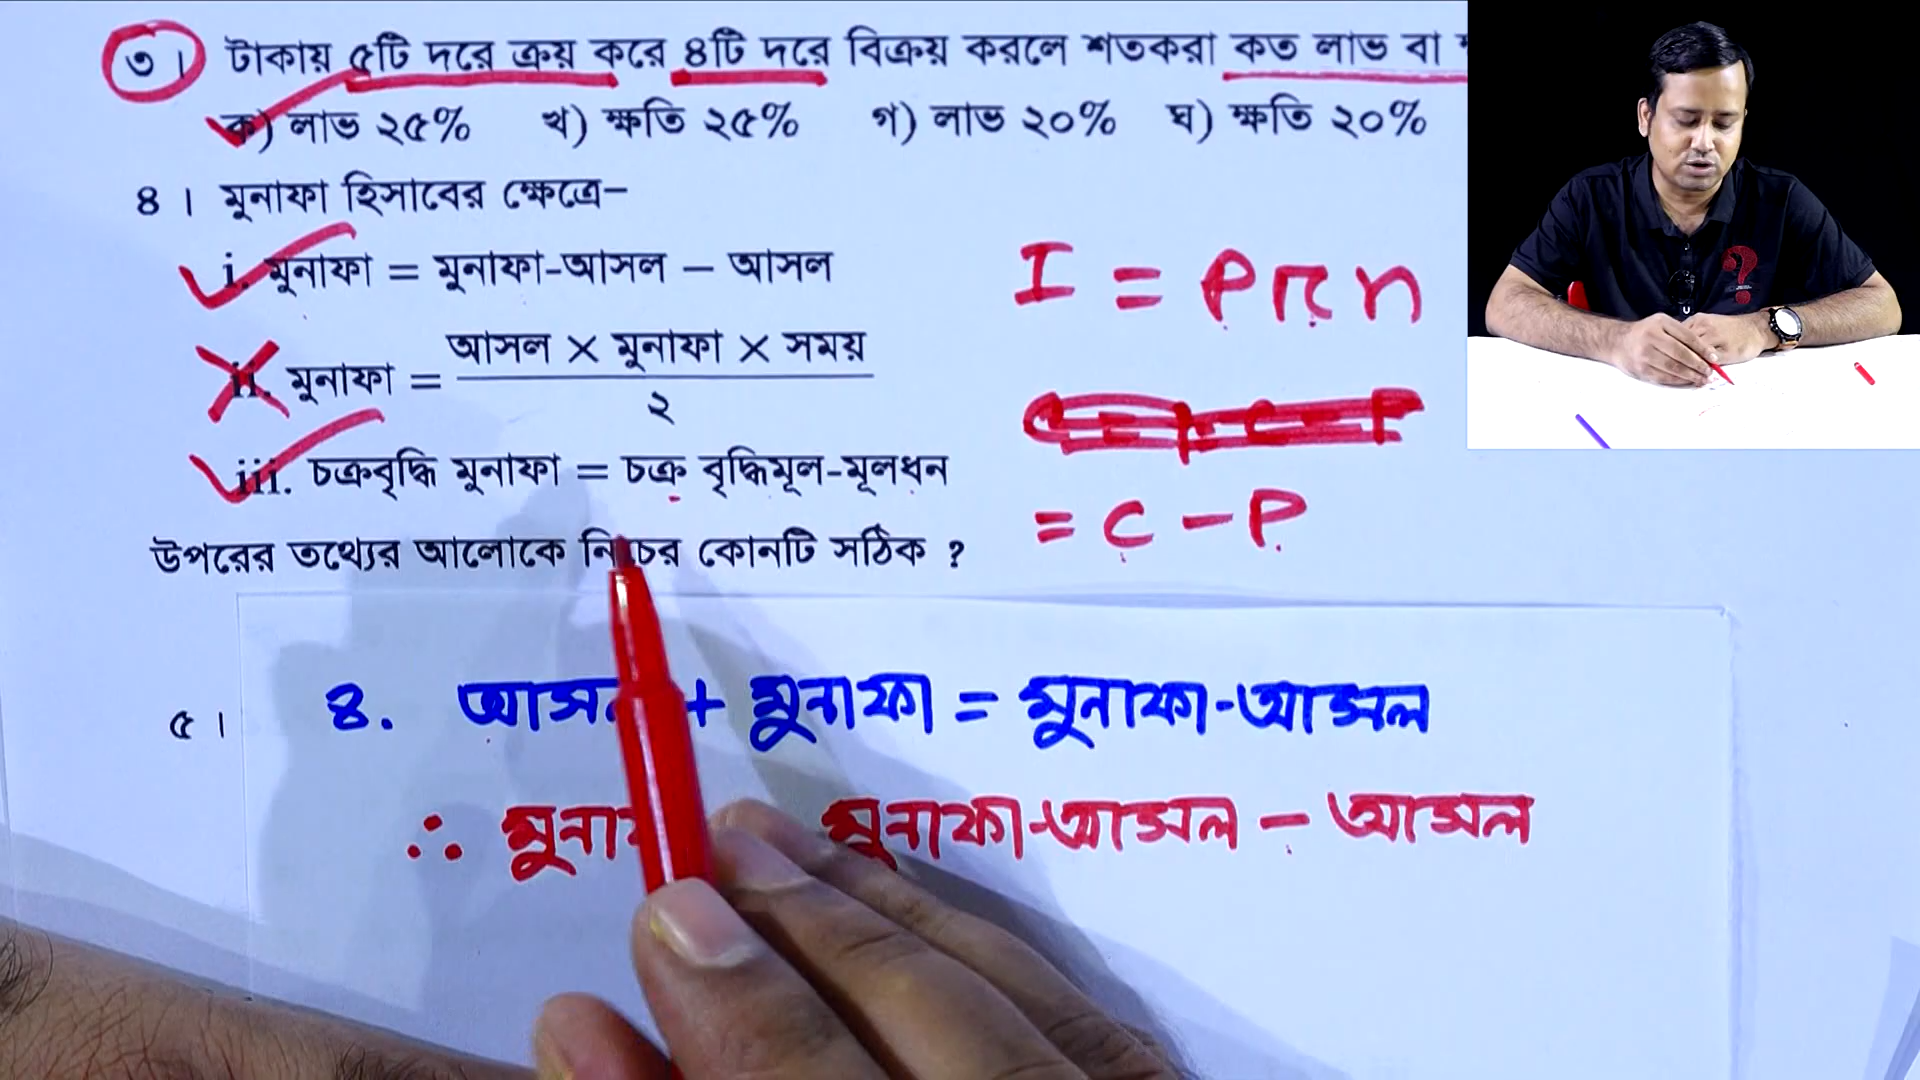 ৩। টাকায় ৫টি দরে ক্রয় করে ৪টি দরে বিক্রয় করলে শতকরা কত লাভ বা
ক) লাভ ২৫% খ) ক্ষতি ২৫% গ) লাভ ২০% ঘ) ক্ষতি ২০%
৪। মুনাফা হিসাবের ক্ষেত্রে–
i. মুনাফা = মুনাফা-আসল – আসল
I = Prn
ii. মুনাফা = আসল × মুনাফা × সময়
২
iii. চক্রবৃদ্ধি মুনাফা = চক্র বৃদ্ধিমূল-মূলধন
= C – P
উপরের তথ্যের আলোকে নিচের কোনটি সঠিক ?
৫।
৪. আসল + মুনাফা = মুনাফা-আসল
∴ মুনাফা মুনাফা-আসল – আসল